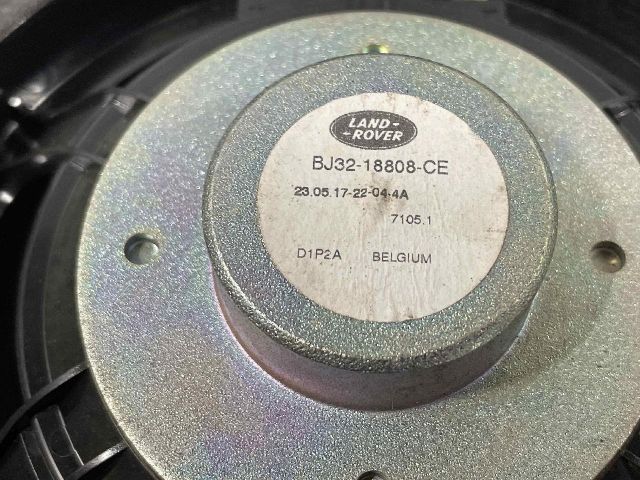 LAND-
-ROVER
BJ32-18808-CE
23.05.17-22-04-4A
7105.1
D1P2A BELGIUM